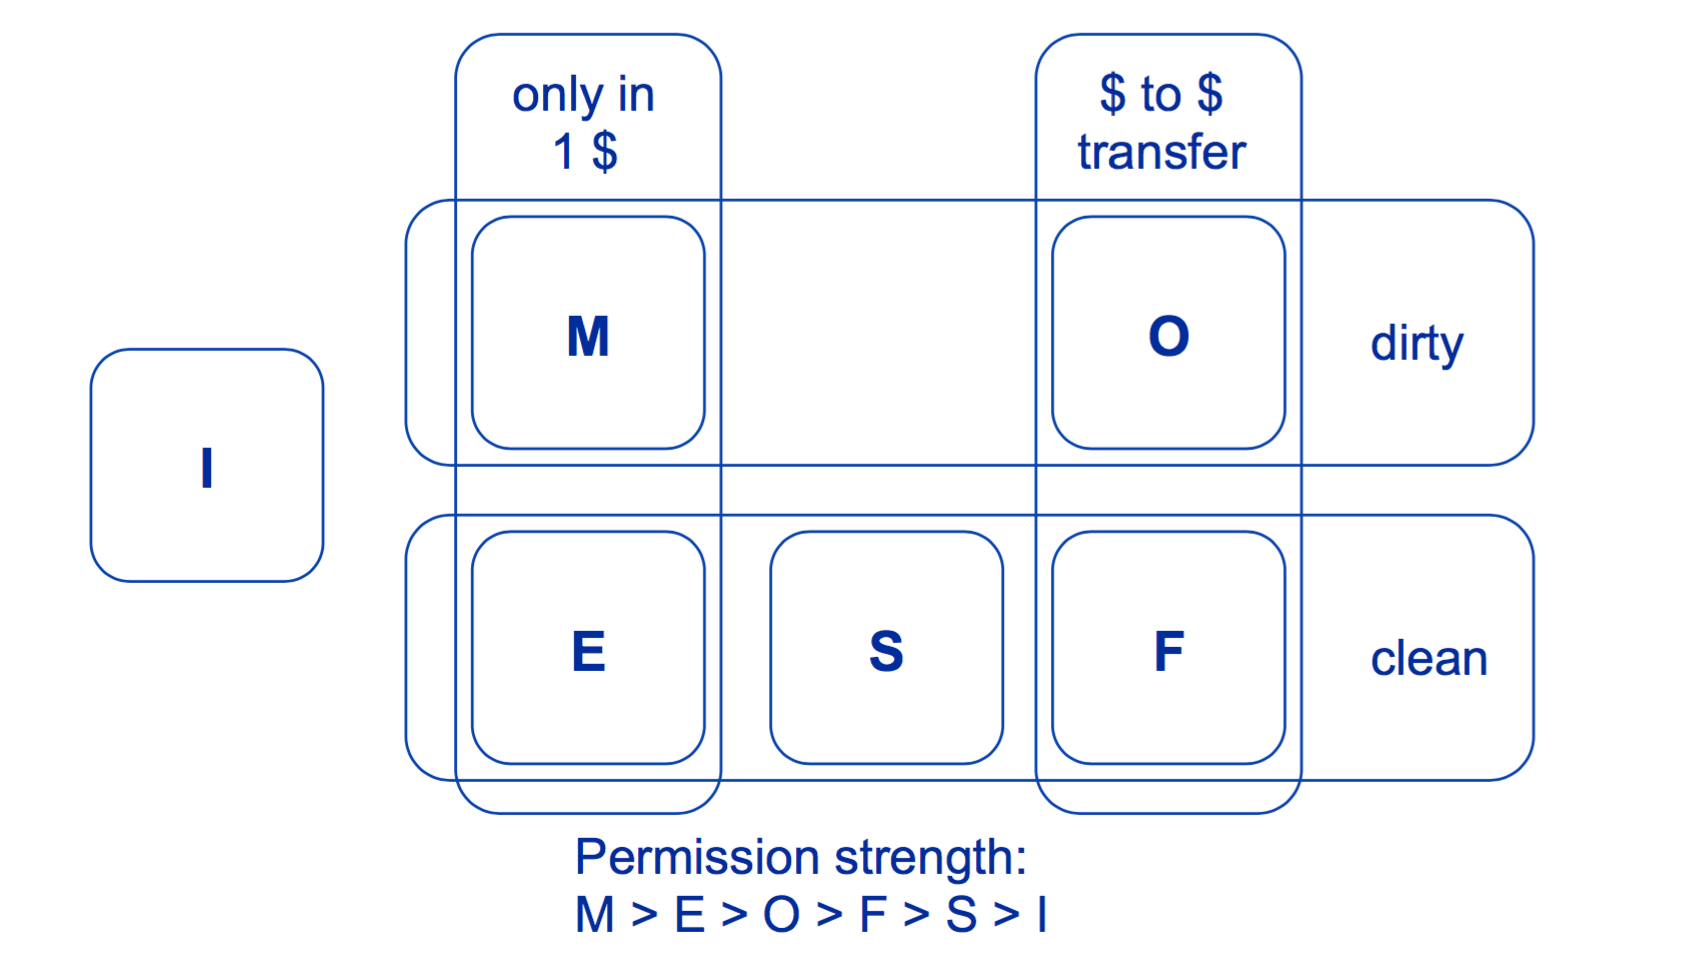 only in
1 $
$ to $
transfer
M
O
dirty
I
E
S
F
clean
Permission strength:
M > E > O > F > S > I